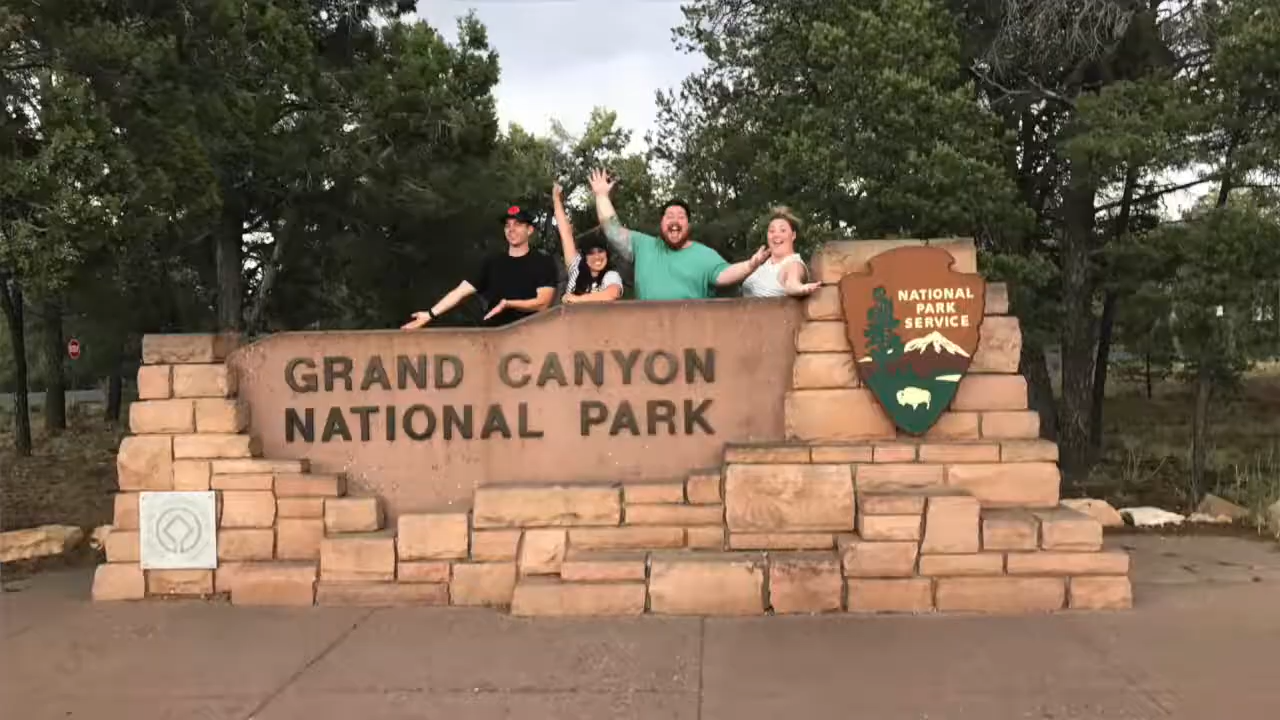 GRAND CANYON
NATIONAL PARK
NATIONAL
PARK
SERVICE